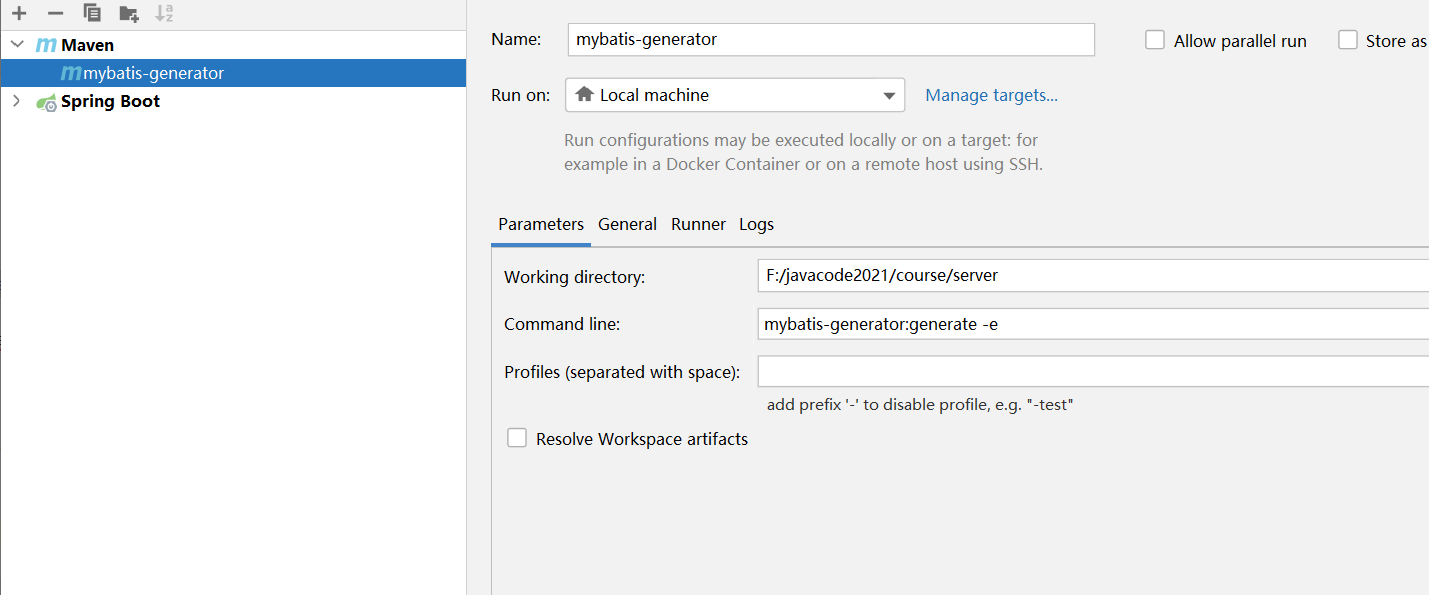 Maven
mybatis-generator
Spring Boot
Name: mybatis-generator Allow parallel run Store as
Run on: Local machine Manage targets...
Run configurations may be executed locally or on a target: for
example in a Docker Container or on a remote host using SSH.
Parameters General Runner Logs
Working directory: F:/javacode2021/course/server
Command line: mybatis-generator:generate -e
Profiles (separated with space):
add prefix '-' to disable profile, e.g. "-test"
Resolve Workspace artifacts